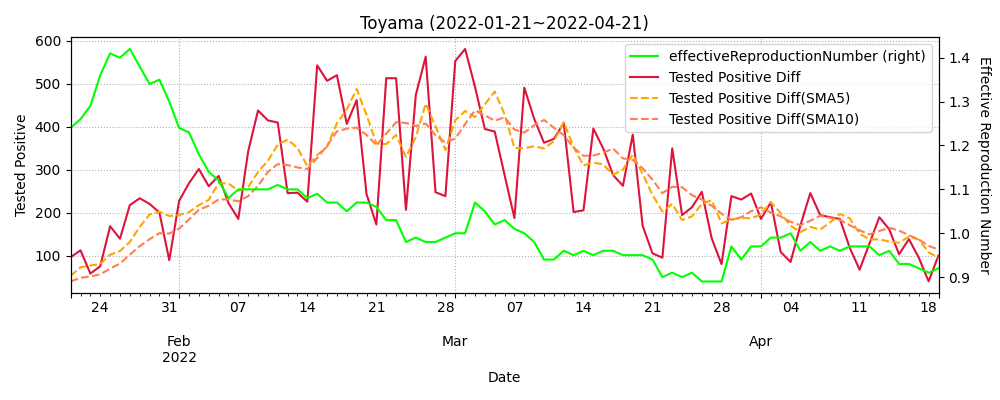 Toyama (2022-01-21~2022-04-21)
effectiveReproductionNumber (right)
Tested Positive Diff
Tested Positive Diff(SMA5)
Tested Positive Diff(SMA10)
Tested Positive
600
500
400
300
200
100
1.4
1.3
1.2
1.1
1.0
0.9
Effective Reproduction Number
24 31 07 14 21 28 07 14 21 28 04 11 18
Feb Mar Apr
2022
Date